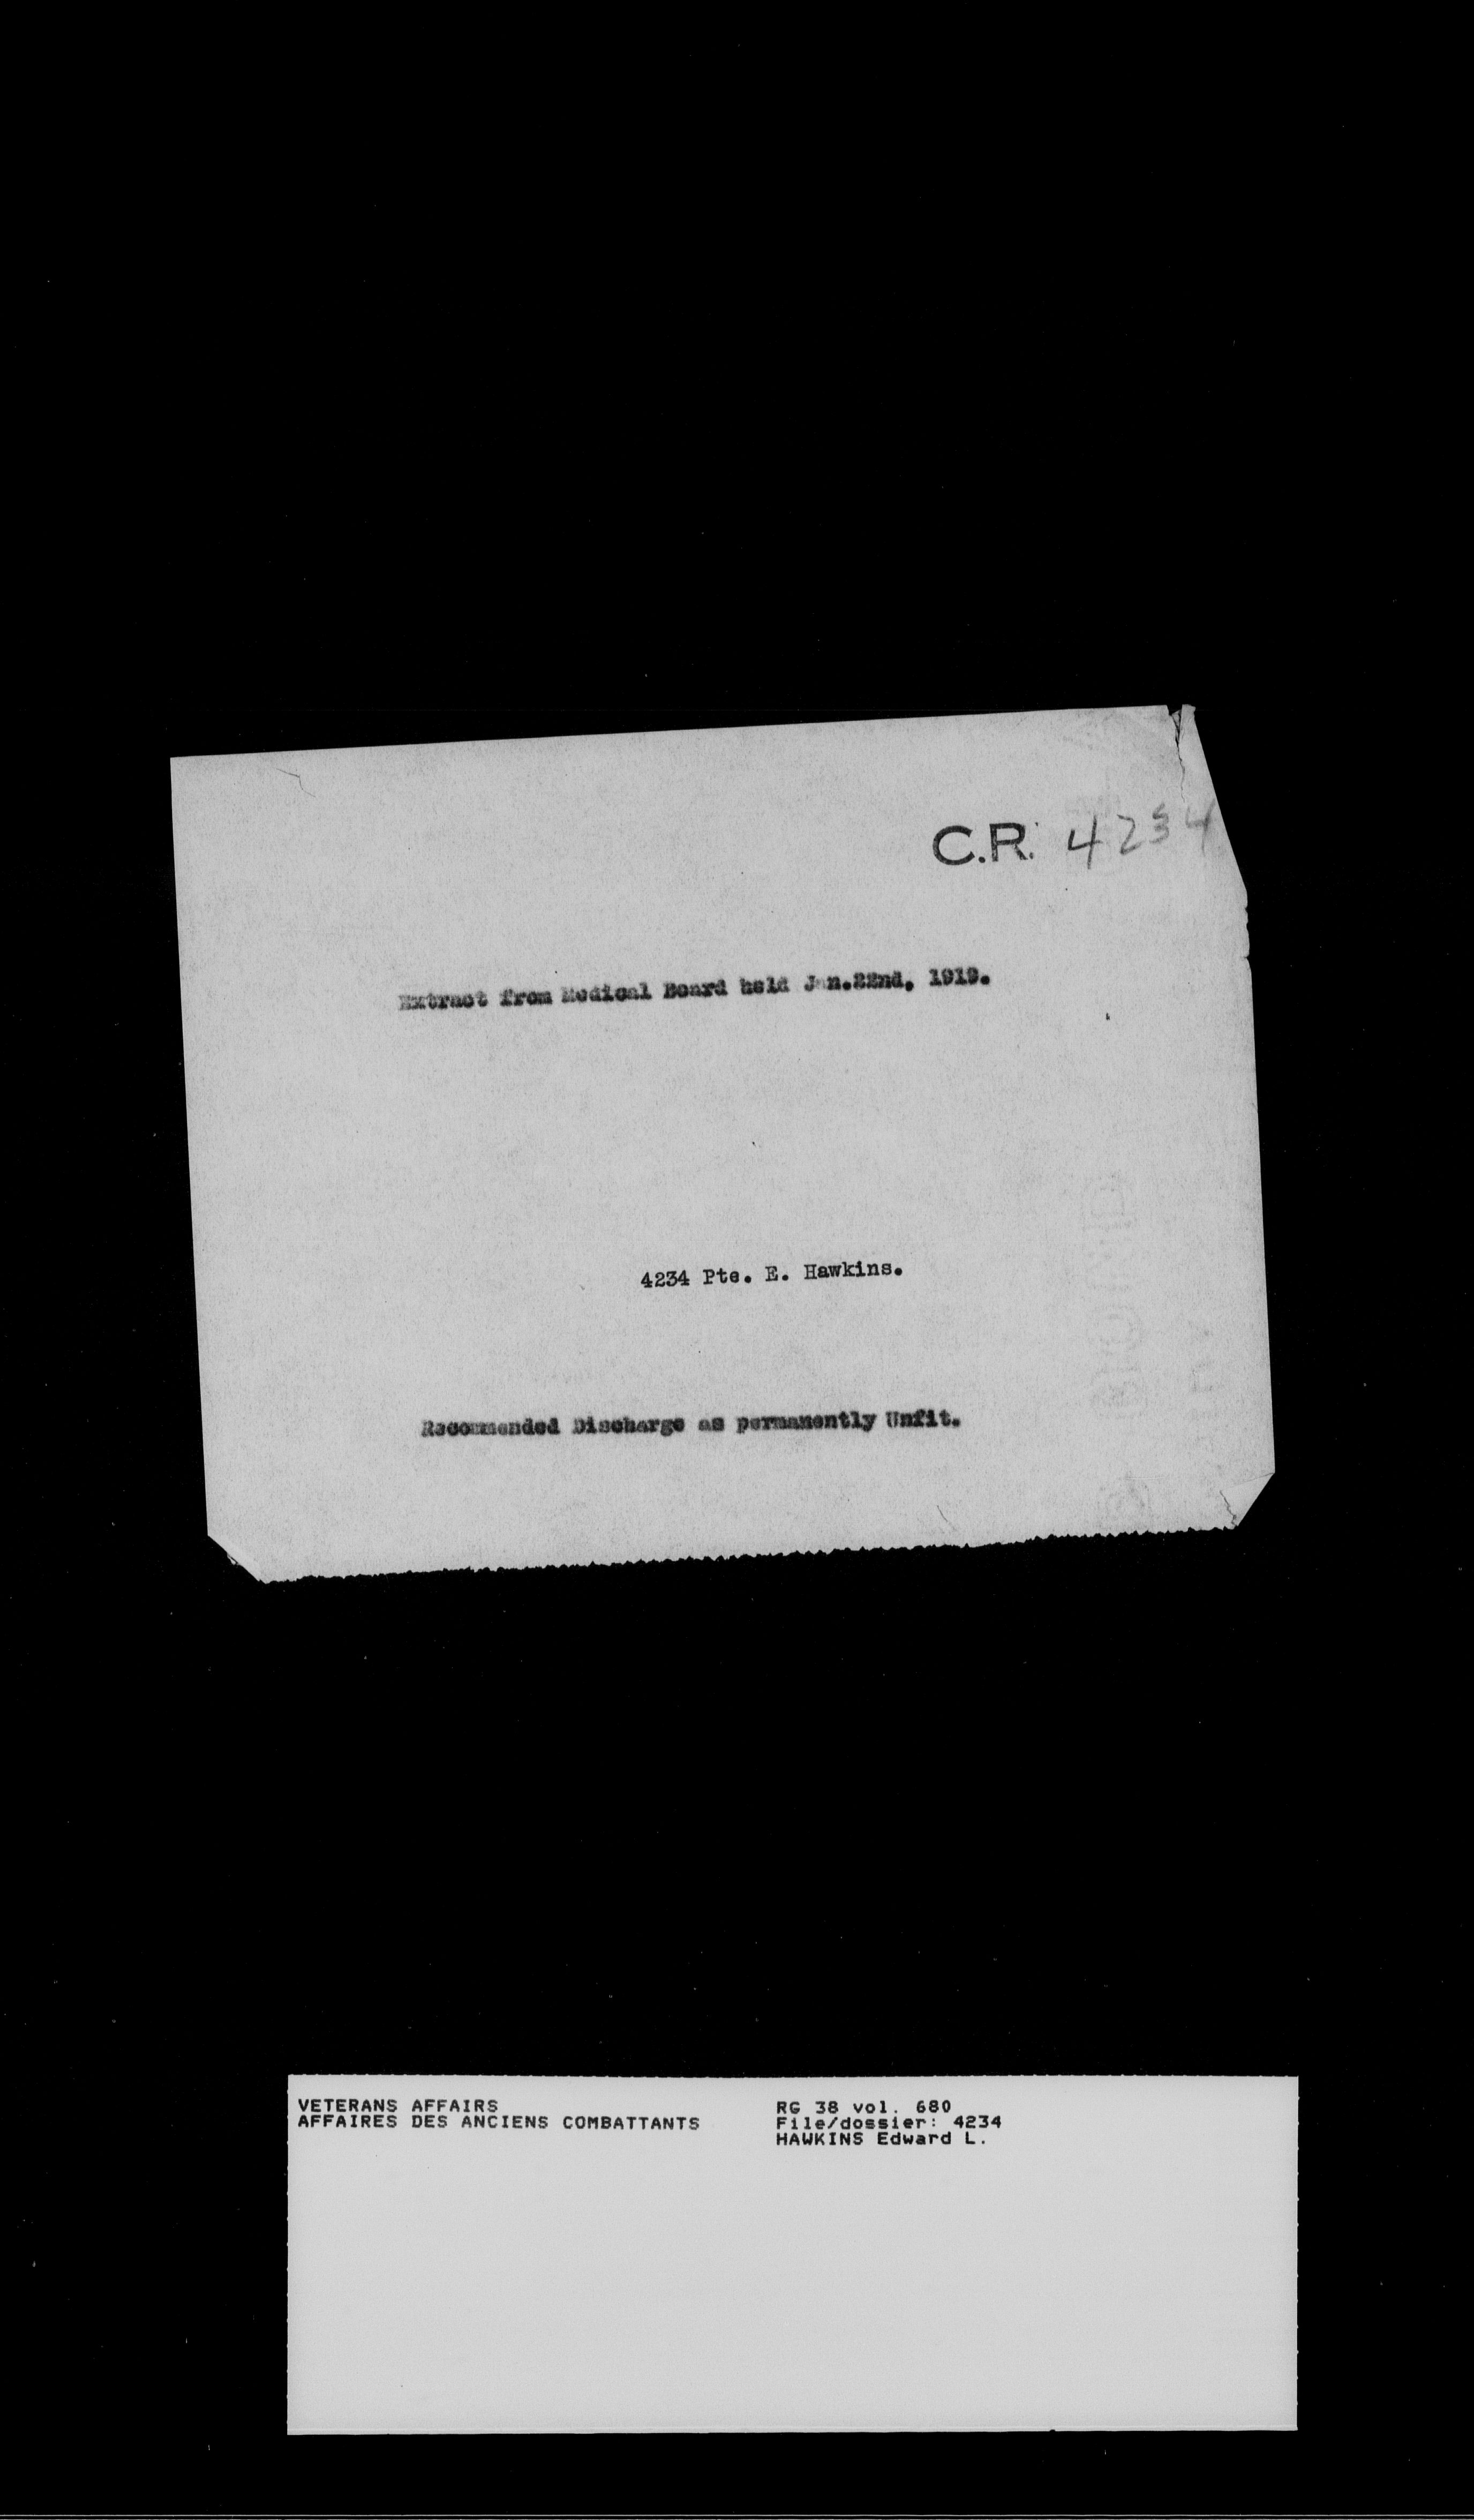 C.R. 4234
Extract from Medical Board held Jan.22nd, 1919.
4234 Pte. E. Hawkins.
Recommended Discharge as permanently Unfit.
VETERANS AFFAIRS
AFFAIRES DES ANCIENS COMBATTANTS
RG 38 vol. 680
File/dossier: 4234
HAWKINS Edward L.